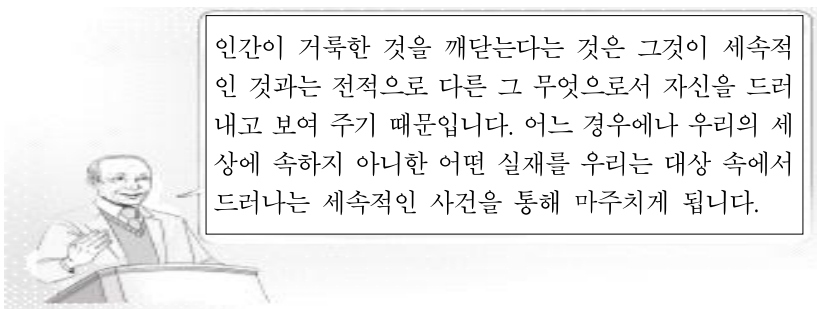 인간이 거룩한 것을 깨닫는다는 것은 그것이 세속적
인 것과는 전적으로 다른 그 무엇으로서 자신을 드러
내고 보여 주기 때문입니다. 어느 경우에나 우리의 세
상에 속하지 아니한 어떤 실재를 우리는 대상 속에서
드러나는 세속적인 사건을 통해 마주치게 됩니다.